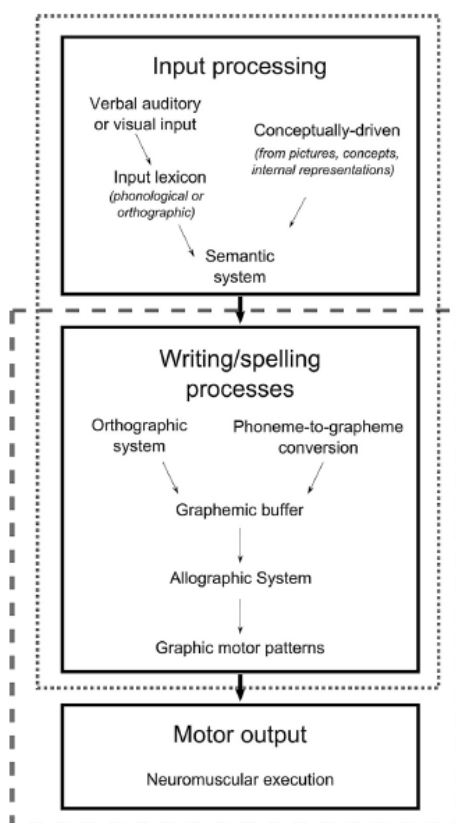 Input processing
Verbal auditory
or visual input
Conceptually-driven
(from pictures, concepts,
internal representations)
Input lexicon
(phonological or
orthographic)
Semantic
system
Writing/spelling
processes
Orthographic
system
Phoneme-to-grapheme
conversion
Graphemic buffer
Allographic System
Graphic motor patterns
Motor output
Neuromuscular execution